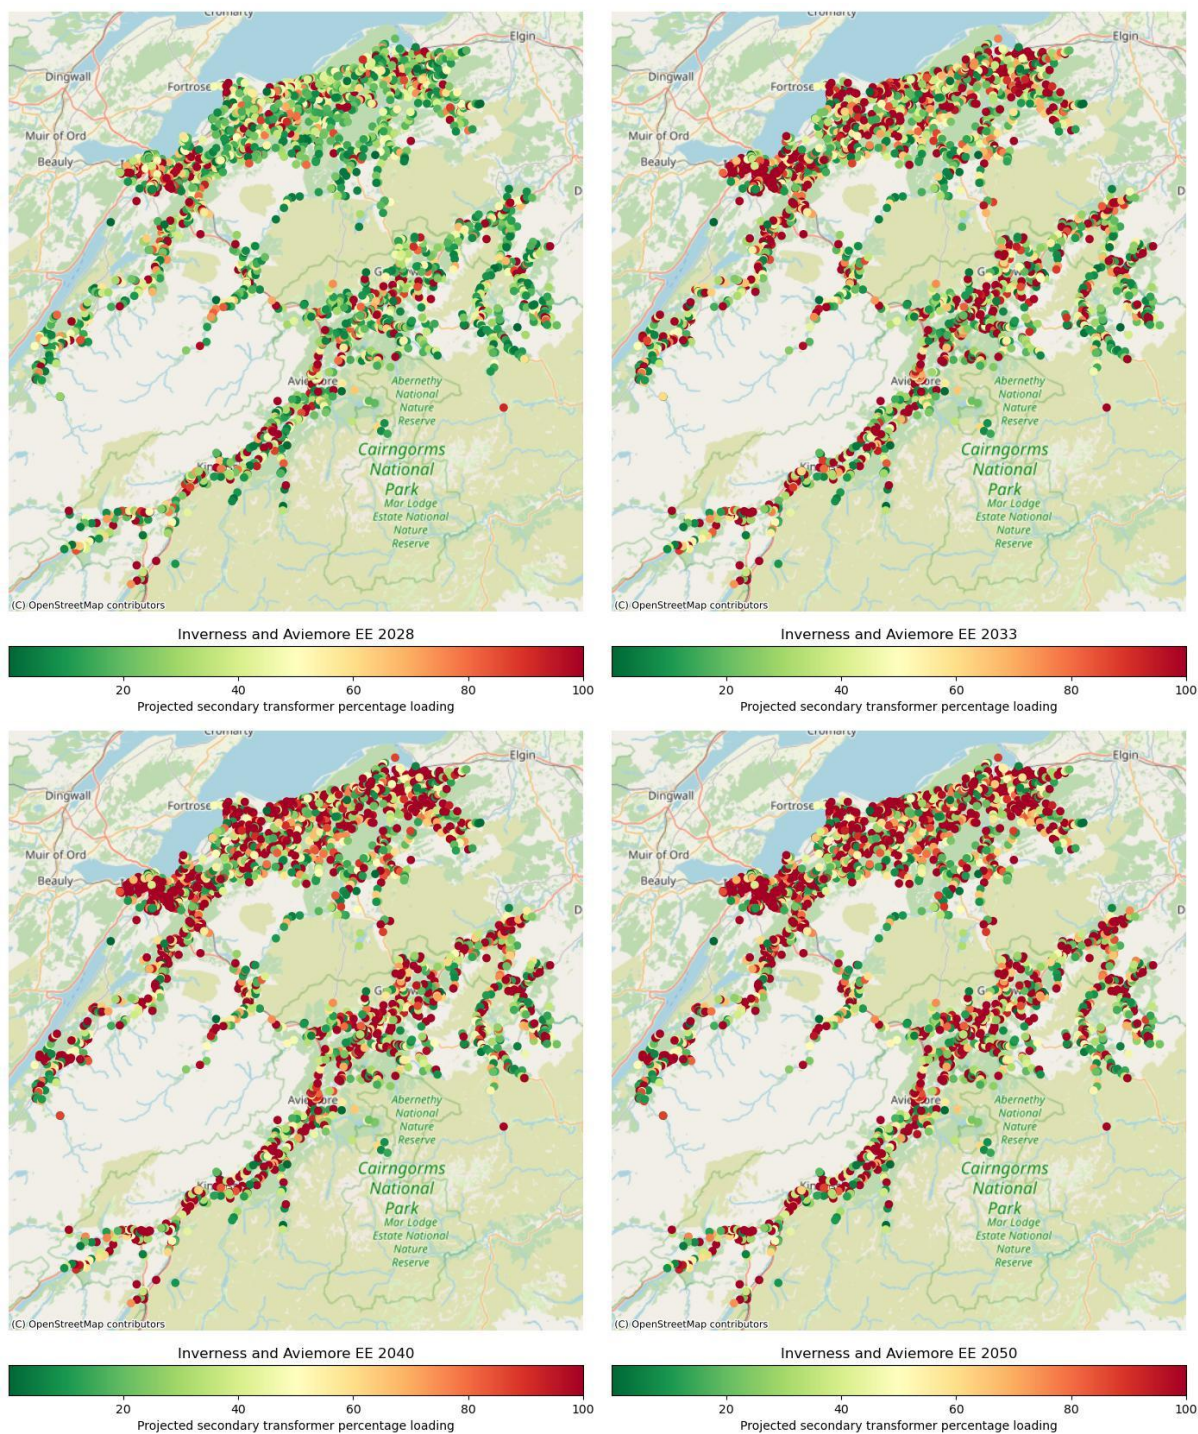 Cromarty
Elgin
Dingwall
Fortrose
Muir of Ord
Beauly
D
Abernethy
National
Nature
Reserve
Cairngorms
National
Park
Mar Lodge
Estate National
Nature
Reserve
(C) OpenStreetMap contributors
Inverness and Aviemore EE 2028
20 40 60 80 100
Projected secondary transformer percentage loading
Cromarty
Elgin
Dingwall
Fortrose
Muir of Ord
Beauly
D
Abernethy
National
Nature
Reserve
Cairngorms
National
Park
Mar Lodge
Estate National
Nature
Reserve
(C) OpenStreetMap contributors
Inverness and Aviemore EE 2033
20 40 60 80 100
Projected secondary transformer percentage loading
Cromarty
Elgin
Dingwall
Fortrose
Muir of Ord
Beauly
D
Abernethy
National
Nature
Reserve
Cairngorms
National
Park
Mar Lodge
Estate National
Nature
Reserve
(C) OpenStreetMap contributors
Inverness and Aviemore EE 2040
20 40 60 80 100
Projected secondary transformer percentage loading
Cromarty
Elgin
Dingwall
Fortrose
Muir of Ord
Beauly
D
Abernethy
National
Nature
Reserve
Cairngorms
National
Park
Mar Lodge
Estate National
Nature
Reserve
(C) OpenStreetMap contributors
Inverness and Aviemore EE 2050
20 40 60 80 100
Projected secondary transformer percentage loading